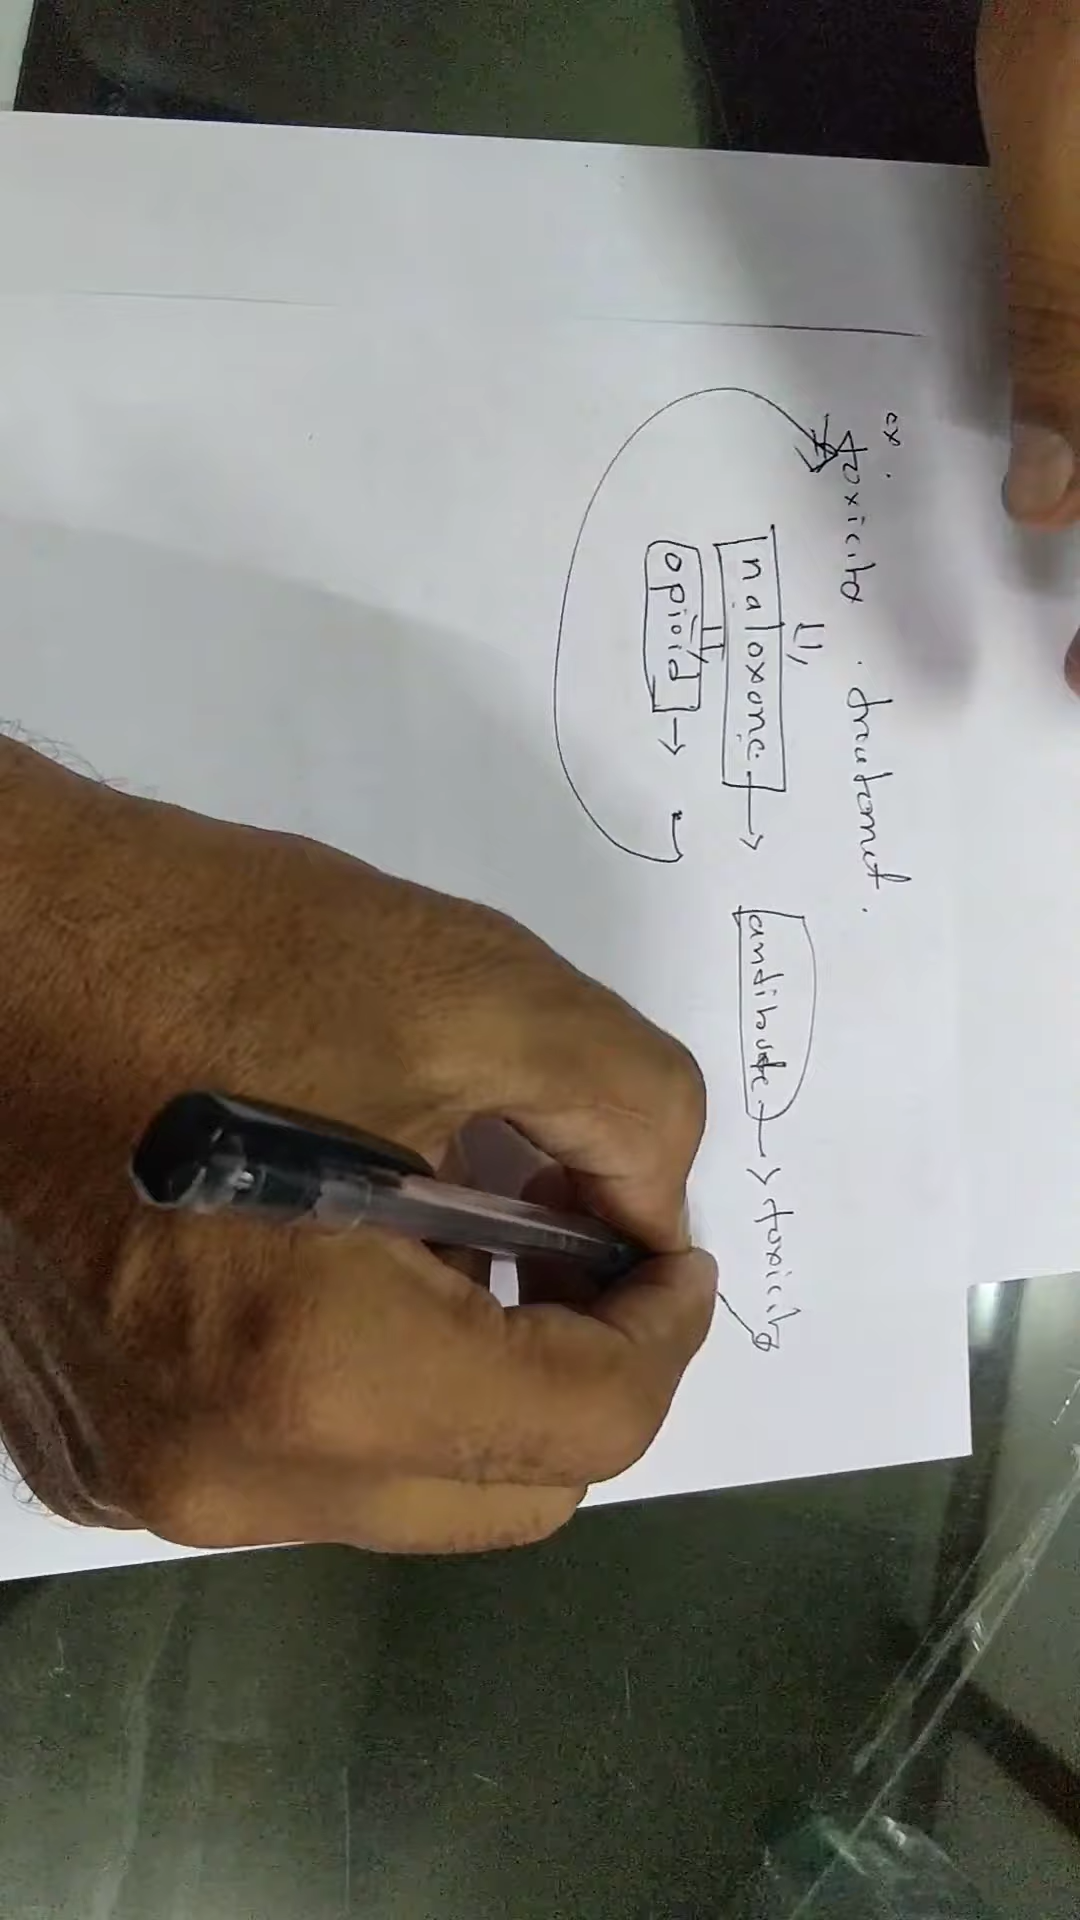 ex.
toxicity. treatment.
naloxone → antidote → toxicity
opioid →